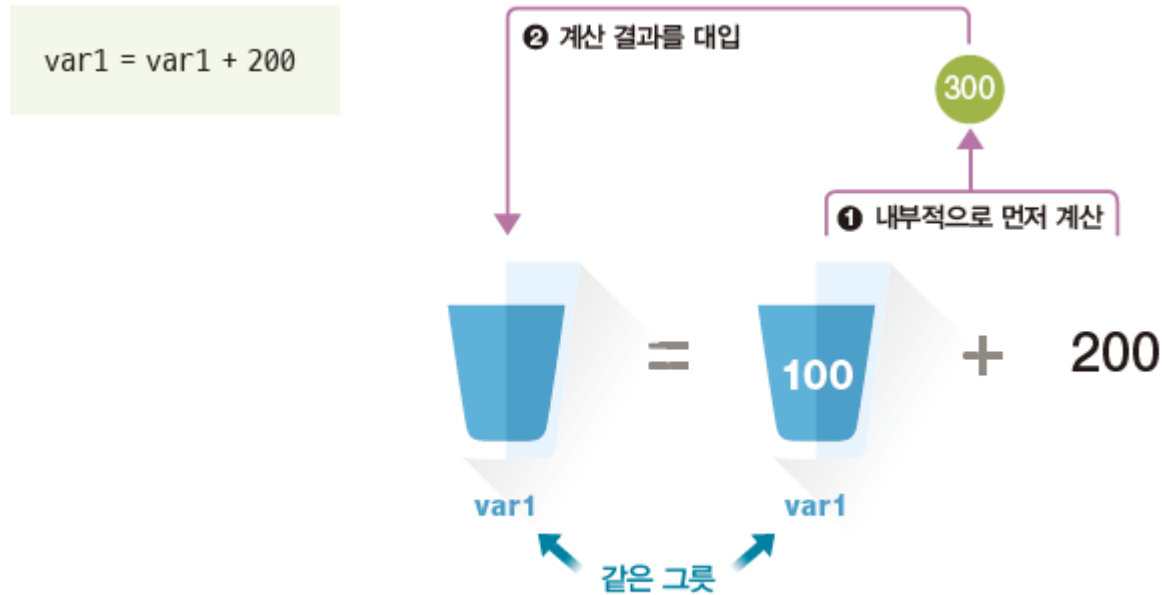 var1 = var1 + 200
❷ 계산 결과를 대입
300
❶ 내부적으로 먼저 계산
= 100 + 200
var1 var1
같은 그릇